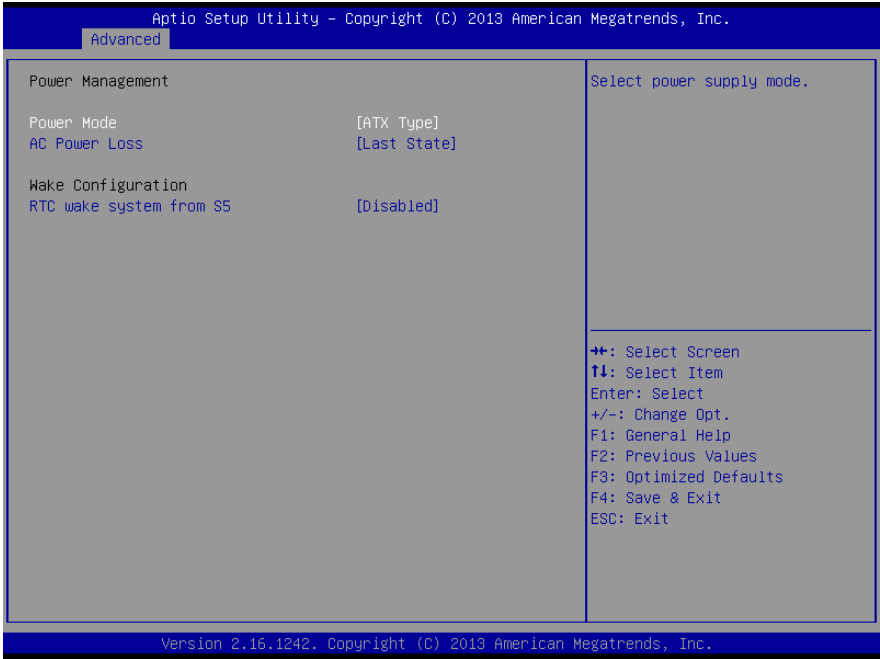 Aptio Setup Utility – Copyright (C) 2013 American Megatrends, Inc.
Advanced
Power Management
Power Mode [ATX Type]
AC Power Loss [Last State]
Wake Configuration
RTC wake system from S5 [Disabled]
Select power supply mode.
→←: Select Screen
↑↓: Select Item
Enter: Select
+/-: Change Opt.
F1: General Help
F2: Previous Values
F3: Optimized Defaults
F4: Save & Exit
ESC: Exit
Version 2.16.1242. Copyright (C) 2013 American Megatrends, Inc.